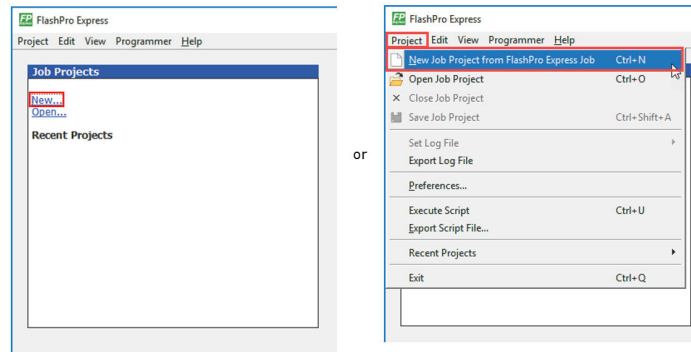 FP FlashPro Express
Project Edit View Programmer Help
Job Projects
New...
Open...
Recent Projects
or
FP FlashPro Express
Project Edit View Programmer Help
New Job Project from FlashPro Express Job Ctrl+N
Open Job Project Ctrl+O
Close Job Project
Save Job Project Ctrl+Shift+A
Set Log File
Export Log File
Preferences...
Execute Script Ctrl+U
Export Script File...
Recent Projects
Exit Ctrl+Q